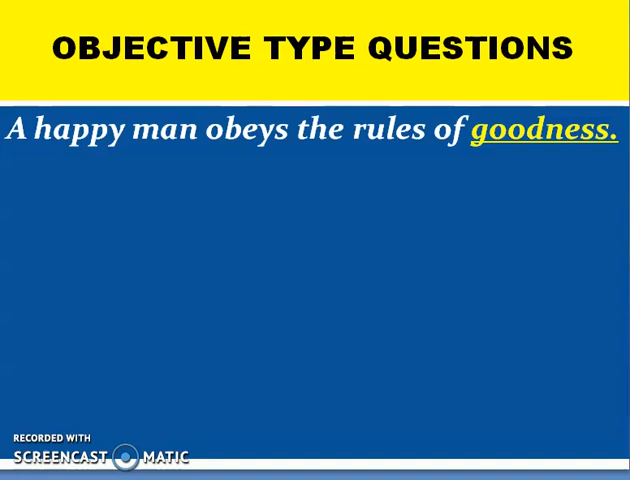 OBJECTIVE TYPE QUESTIONS
A happy man obeys the rules of goodness.
RECORDED WITH
SCREENCAST MATIC